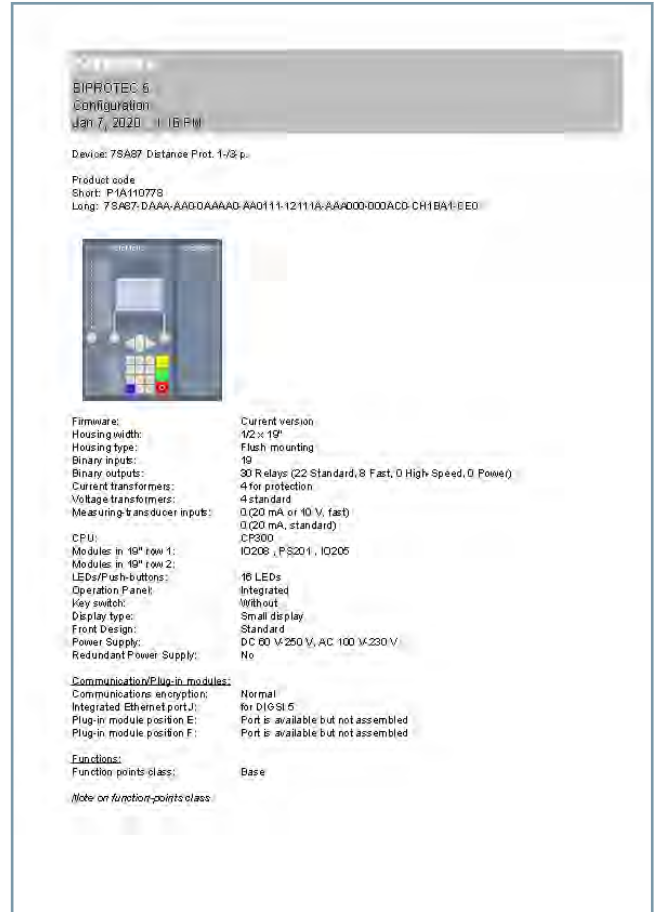 SIPROTEC 5
Configuration
Jan 7, 2020 1:16 PM
Device: 7SA87 Distance Prot. 1-/3-p.
Product code
Short: P1A110778
Long: 7SA87-DAAA-AA0-0AAAA0-AA0111-12111A-AAA000-000AC0-CH1BA1-CE0
Firmware: Current version
Housing width: 1/2 x 19"
Housing type: Flush mounting
Binary inputs: 19
Binary outputs: 30 Relays (22 Standard, 8 Fast, 0 High-Speed, 0 Power)
Current transformers: 4 for protection
Voltage transformers: 4 standard
Measuring-transducer inputs: 0 (20 mA or 10 V, fast)
0 (20 mA, standard)
CPU: CP300
Modules in 19" row 1: IO208 , PS201 , IO205
Modules in 19" row 2:
LEDs/Push-buttons: 16 LEDs
Operation Panel: Integrated
Key switch: Without
Display type: Small display
Front Design: Standard
Power Supply: DC 60 V-250 V, AC 100 V-230 V
Redundant Power Supply: No
Communication/Plug-in modules:
Communications encryption: Normal
Integrated Ethernet port J: for DIGSI 5
Plug-in module position E: Port is available but not assembled
Plug-in module position F: Port is available but not assembled
Functions:
Function points class: Base
Note on function-points class